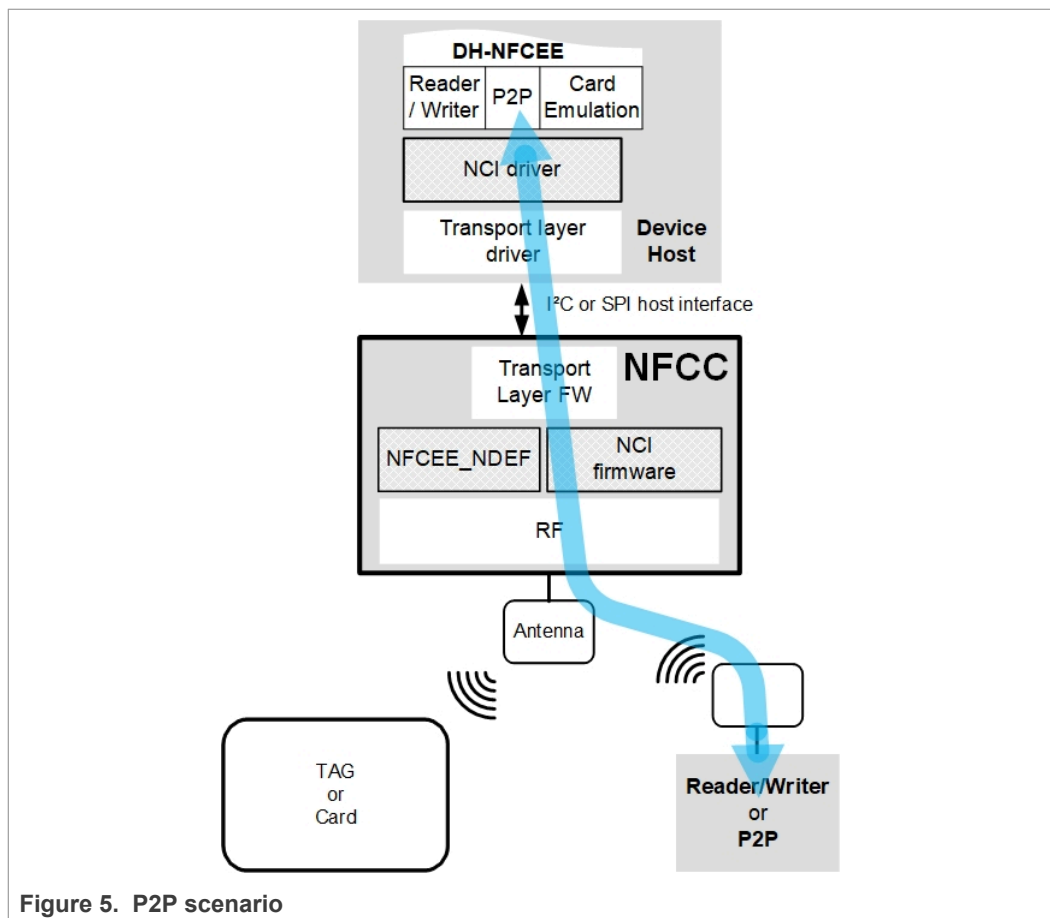 DH-NFCEE
Reader
/ Writer
P2P
Card
Emulation
NCI driver
Transport layer
driver
Device
Host
I²C or SPI host interface
Transport
Layer FW
NFCC
NFCEE_NDEF
NCI
firmware
RF
Antenna
TAG
or
Card
Reader/Writer
or
P2P
Figure 5. P2P scenario